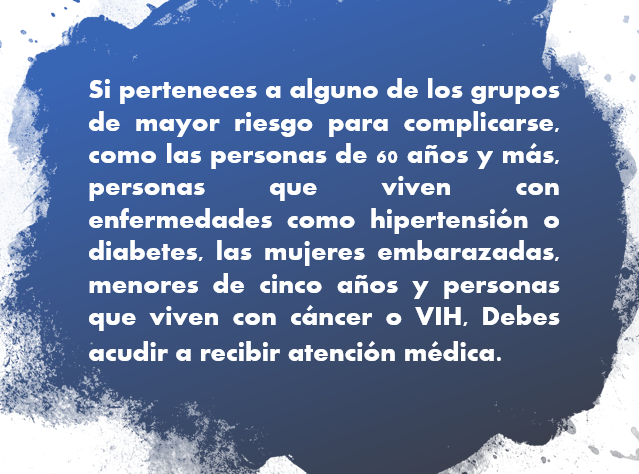 Si perteneces a alguno de los grupos
de mayor riesgo para complicarse,
como las personas de 60 años y más,
personas que viven con
enfermedades como hipertensión o
diabetes, las mujeres embarazadas,
menores de cinco años y personas
que viven con cáncer o VIH, Debes
acudir a recibir atención médica.